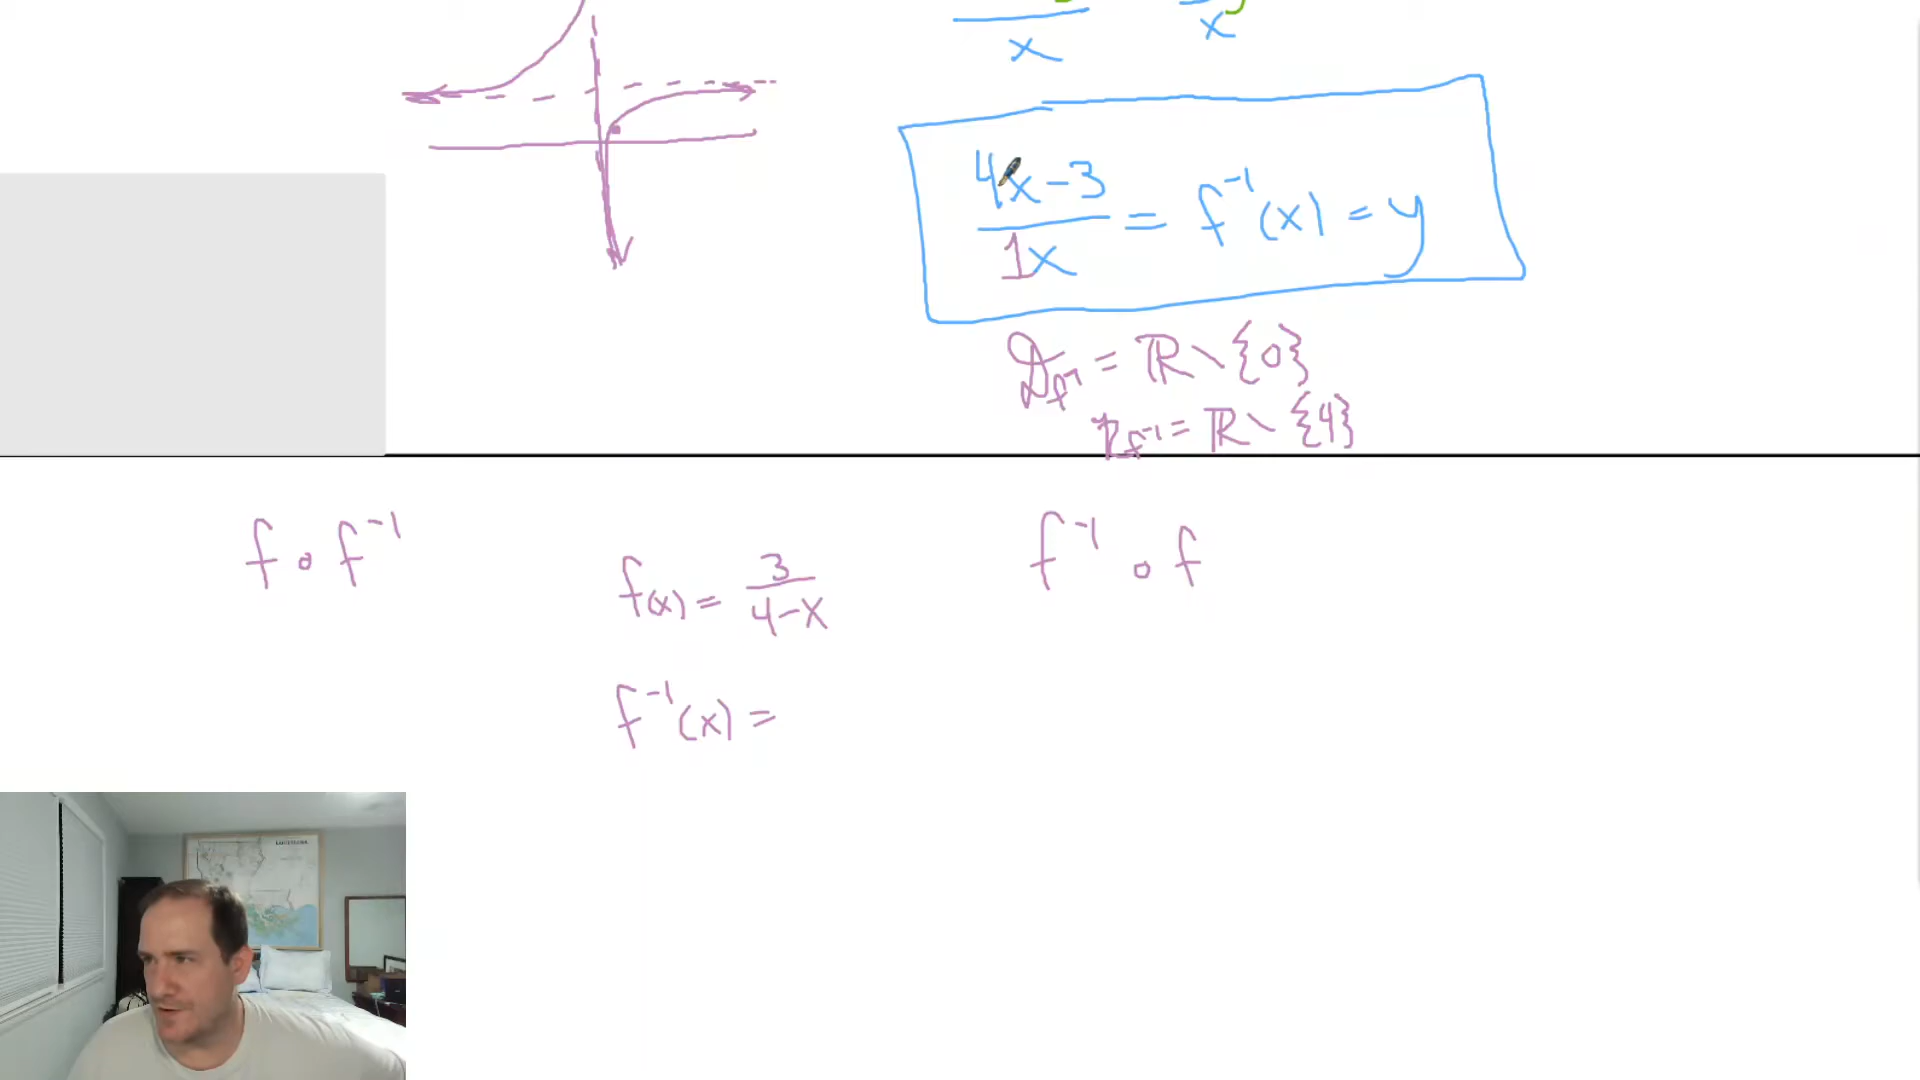 x x
4x-3
―― = f⁻¹(x) = y
1x
D_f⁻¹ = ℝ \ {0}
R_f⁻¹ = ℝ \ {4}
f ∘ f⁻¹
f⁻¹ ∘ f
f(x) = 3/(4-x)
f⁻¹(x) =